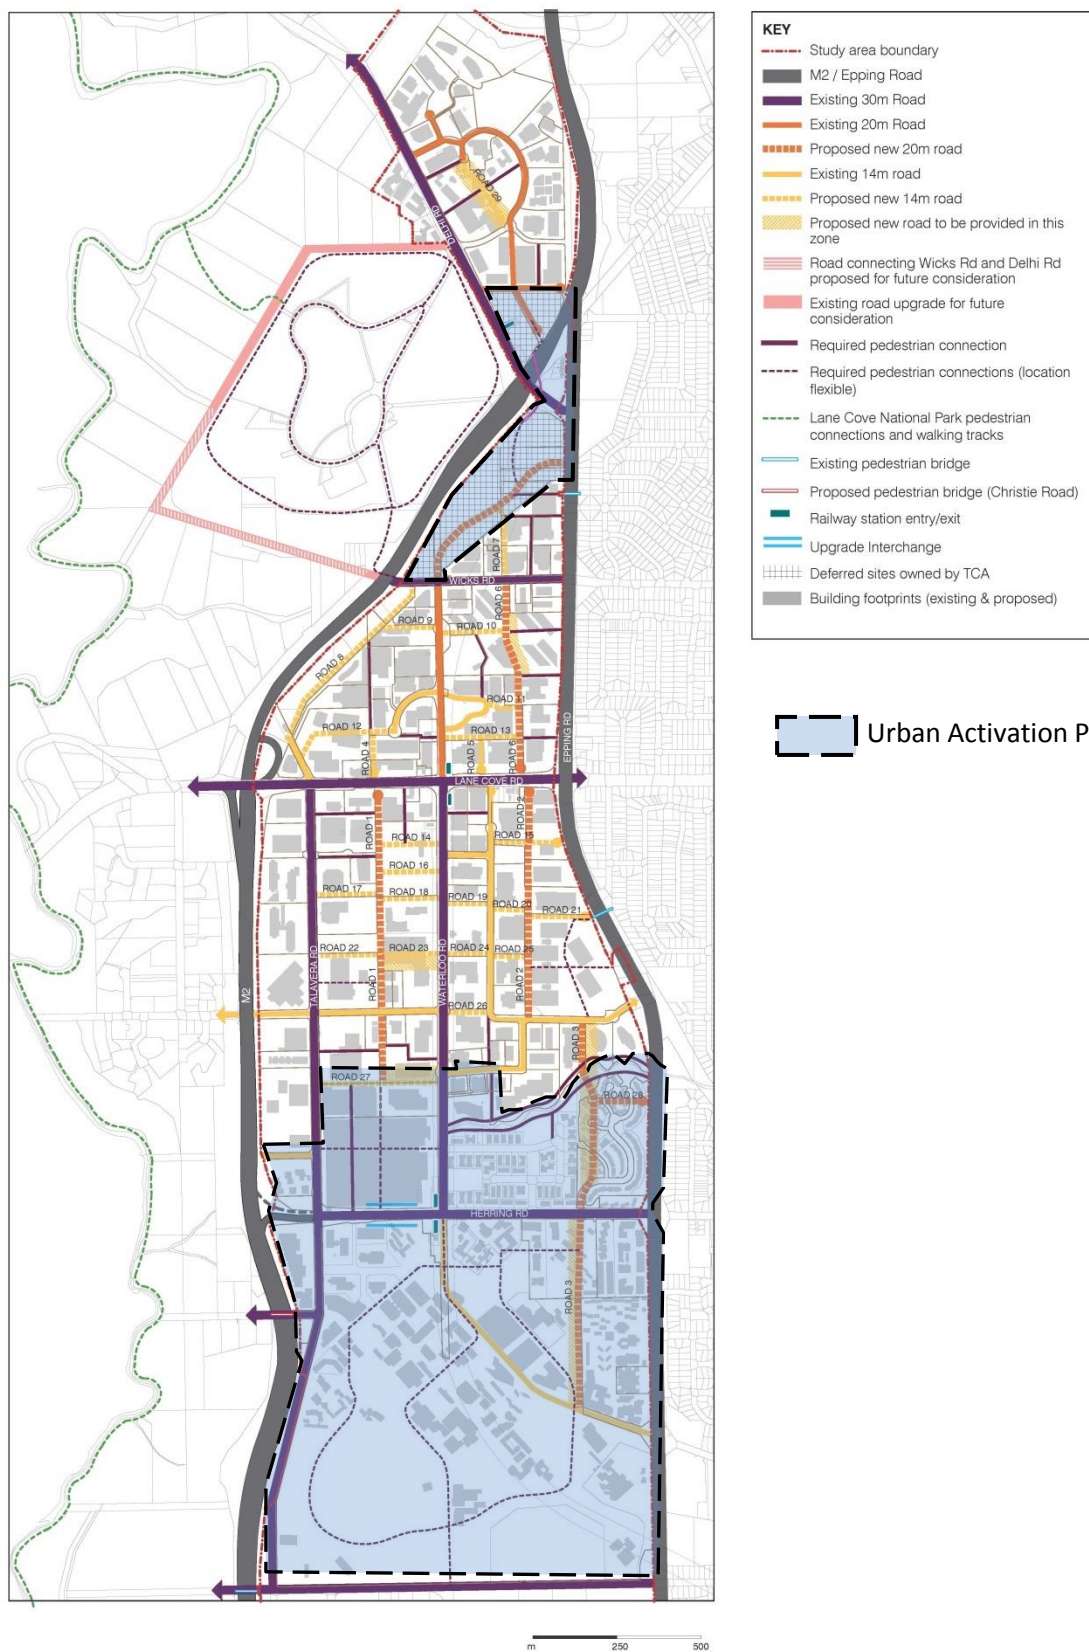 KEY
Study area boundary
M2 / Epping Road
Existing 30m Road
Existing 20m Road
Proposed new 20m road
Existing 14m road
Proposed new 14m road
Proposed new road to be provided in this
zone
Road connecting Wicks Rd and Delhi Rd
proposed for future consideration
Existing road upgrade for future
consideration
Required pedestrian connection
Required pedestrian connections (location
flexible)
Lane Cove National Park pedestrian
connections and walking tracks
Existing pedestrian bridge
Proposed pedestrian bridge (Christie Road)
Railway station entry/exit
Upgrade Interchange
Deferred sites owned by TCA
Building footprints (existing & proposed)
Urban Activation P
ROAD 29
DELHI RD
ROAD 7
WICKS RD
ROAD 6
ROAD 9
ROAD 10
ROAD 8
ROAD 11
ROAD 12
ROAD 13
ROAD 4
ROAD 5
ROAD 6
EPPING RD
LANE COVE RD
ROAD 1
ROAD 2
ROAD 14
ROAD 15
ROAD 16
ROAD 17
ROAD 18
ROAD 19
ROAD 20
ROAD 21
ROAD 22
ROAD 23
ROAD 24
ROAD 25
M2
TALAVERA RD
ROAD 1
WATERLOO RD
ROAD 2
ROAD 26
ROAD 3
ROAD 27
ROAD 28
HERRING RD
ROAD 3
m
250
500